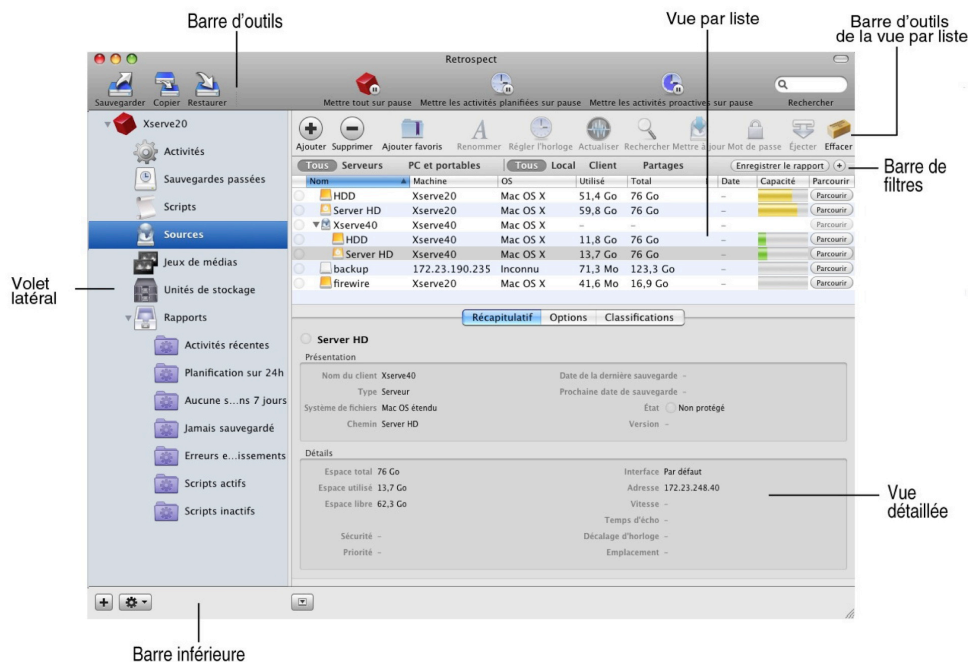 Barre d'outils
Vue par liste
Barre d'outils
de la vue par liste
Retrospect
Sauvegarder Copier Restaurer
Mettre tout sur pause Mettre les activités planifiées sur pause Mettre les activités proactives sur pause Rechercher
Xserve20
Activités
Sauvegardes passées
Scripts
Sources
Jeux de médias
Unités de stockage
Rapports
Activités récentes
Planification sur 24h
Aucune s...ns 7 jours
Jamais sauvegardé
Erreurs e...issements
Scripts actifs
Scripts inactifs
Ajouter Supprimer Ajouter favoris Renommer Régler l'horloge Actualiser Rechercher Mettre à jour Mot de passe Éjecter Effacer
Tous Serveurs PC et portables Tous Local Client Partages Enregistrer le rapport +
Nom Machine OS Utilisé Total Date Capacité Parcourir
HDD Xserve20 Mac OS X 51,4 Go 76 Go – Parcourir
Server HD Xserve20 Mac OS X 59,8 Go 76 Go – Parcourir
Xserve40 Xserve40 Mac OS X – – – Parcourir
HDD Xserve40 Mac OS X 11,8 Go 76 Go – Parcourir
Server HD Xserve40 Mac OS X 13,7 Go 76 Go – Parcourir
backup 172.23.190.235 Inconnu 71,3 Mo 123,3 Go – Parcourir
firewire Xserve20 Mac OS X 41,6 Mo 16,9 Go – Parcourir
Barre de
filtres
Volet
latéral
Récapitulatif Options Classifications
Server HD
Présentation
Nom du client Xserve40 Date de la dernière sauvegarde –
Type Serveur Prochaine date de sauvegarde –
Système de fichiers Mac OS étendu État Non protégé
Chemin Server HD Version –
Détails
Espace total 76 Go Interface Par défaut
Espace utilisé 13,7 Go Adresse 172.23.248.40
Espace libre 62,3 Go Vitesse –
Temps d'écho –
Sécurité – Décalage d'horloge –
Priorité – Emplacement –
Vue
détaillée
Barre inférieure